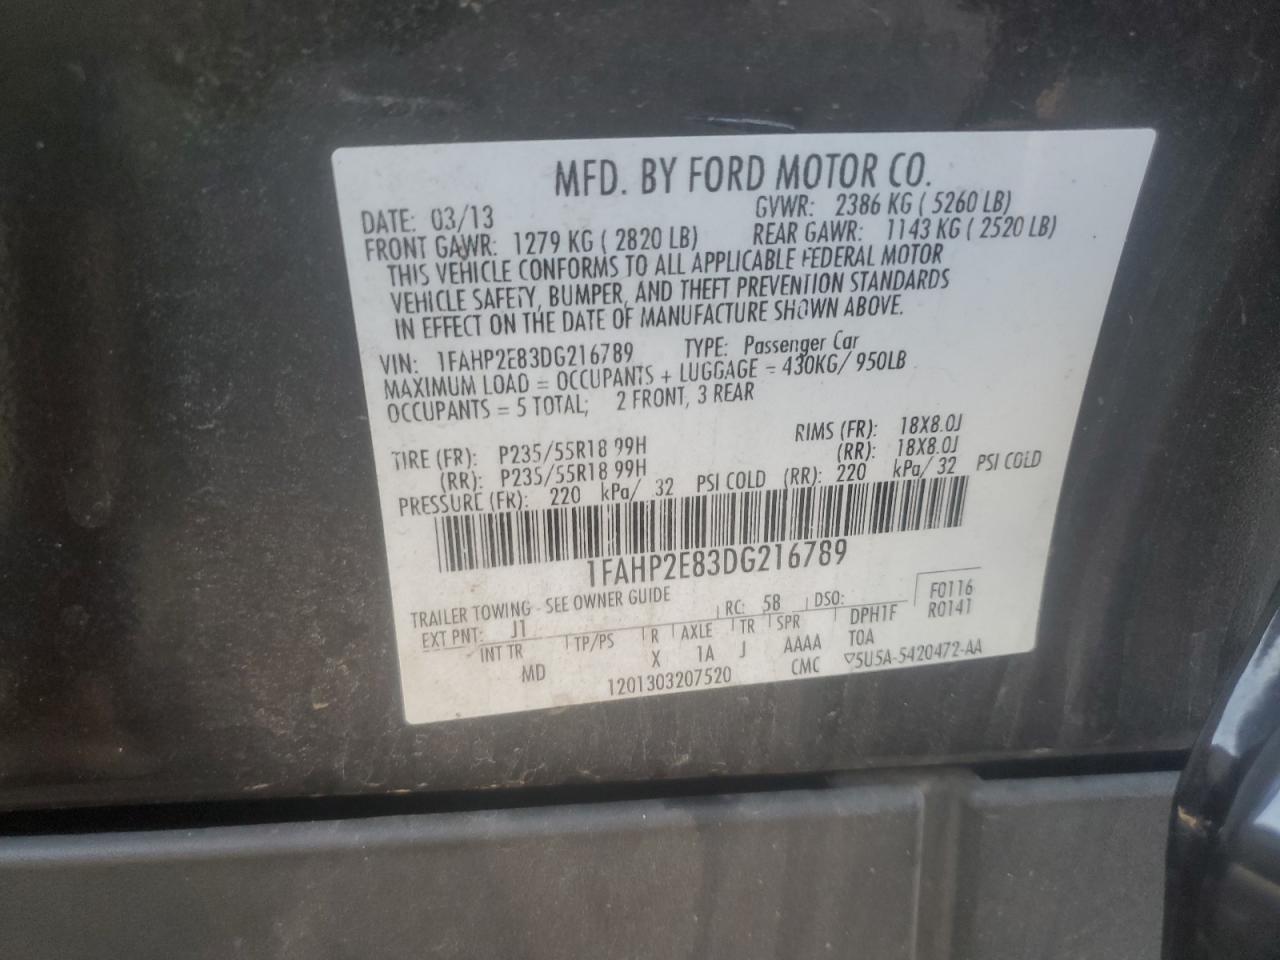 MFD. BY FORD MOTOR CO.
DATE: 03/13 GVWR: 2386 KG ( 5260 LB)
FRONT GAWR: 1279 KG ( 2820 LB) REAR GAWR: 1143 KG ( 2520 LB)
THIS VEHICLE CONFORMS TO ALL APPLICABLE FEDERAL MOTOR
VEHICLE SAFETY, BUMPER, AND THEFT PREVENTION STANDARDS
IN EFFECT ON THE DATE OF MANUFACTURE SHOWN ABOVE.
VIN: 1FAHP2E83DG216789 TYPE: Passenger Car
MAXIMUM LOAD = OCCUPANTS + LUGGAGE = 430KG/ 950LB
OCCUPANTS = 5 TOTAL; 2 FRONT, 3 REAR
TIRE (FR): P235/55R18 99H RIMS (FR): 18X8.0J
(RR): P235/55R18 99H (RR): 18X8.0J
PRESSURE (FR): 220 kPa/ 32 PSI COLD (RR): 220 kPa/ 32 PSI COLD
1FAHP2E83DG216789
TRAILER TOWING - SEE OWNER GUIDE
EXT PNT: J1 RC: 58 DSO: F0116
INT TR TP/PS R AXLE TR SPR DPH1F R0141
MD X 1A J AAAA T0A
1201303207520 CMC ▽5U5A-5420472-AA